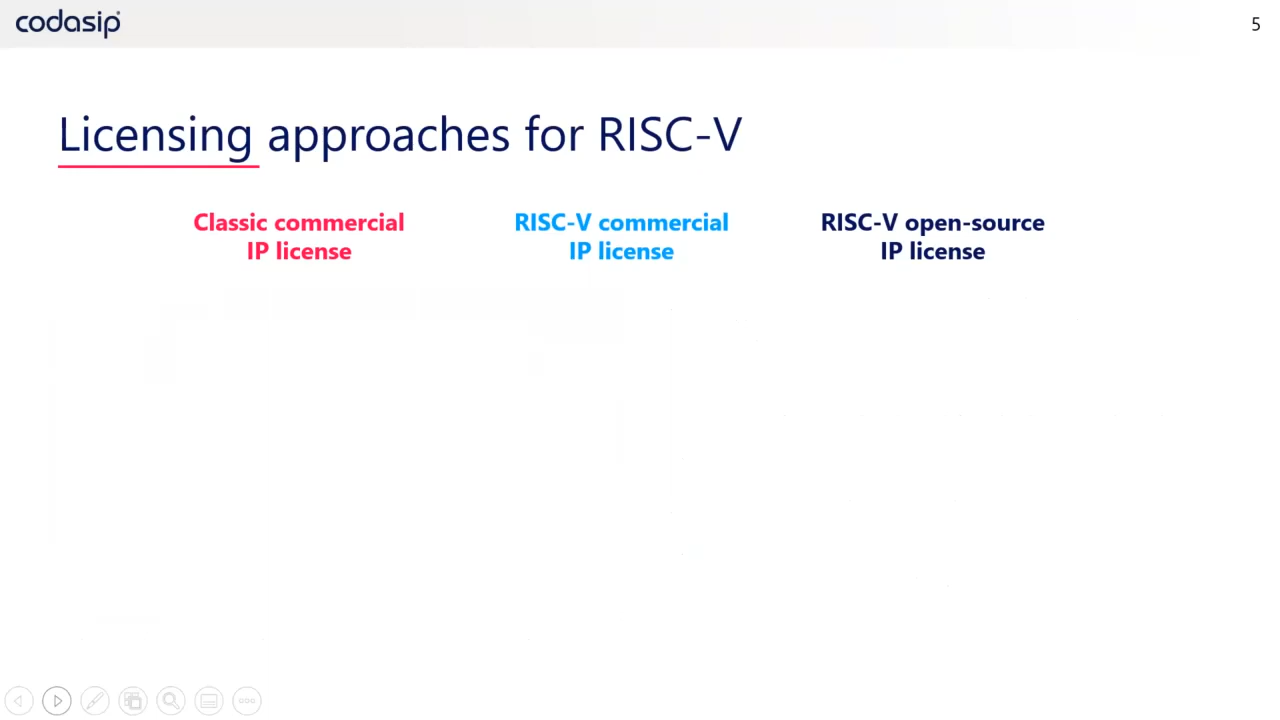 codasip
5
Licensing approaches for RISC-V
Classic commercial
IP license
RISC-V commercial
IP license
RISC-V open-source
IP license